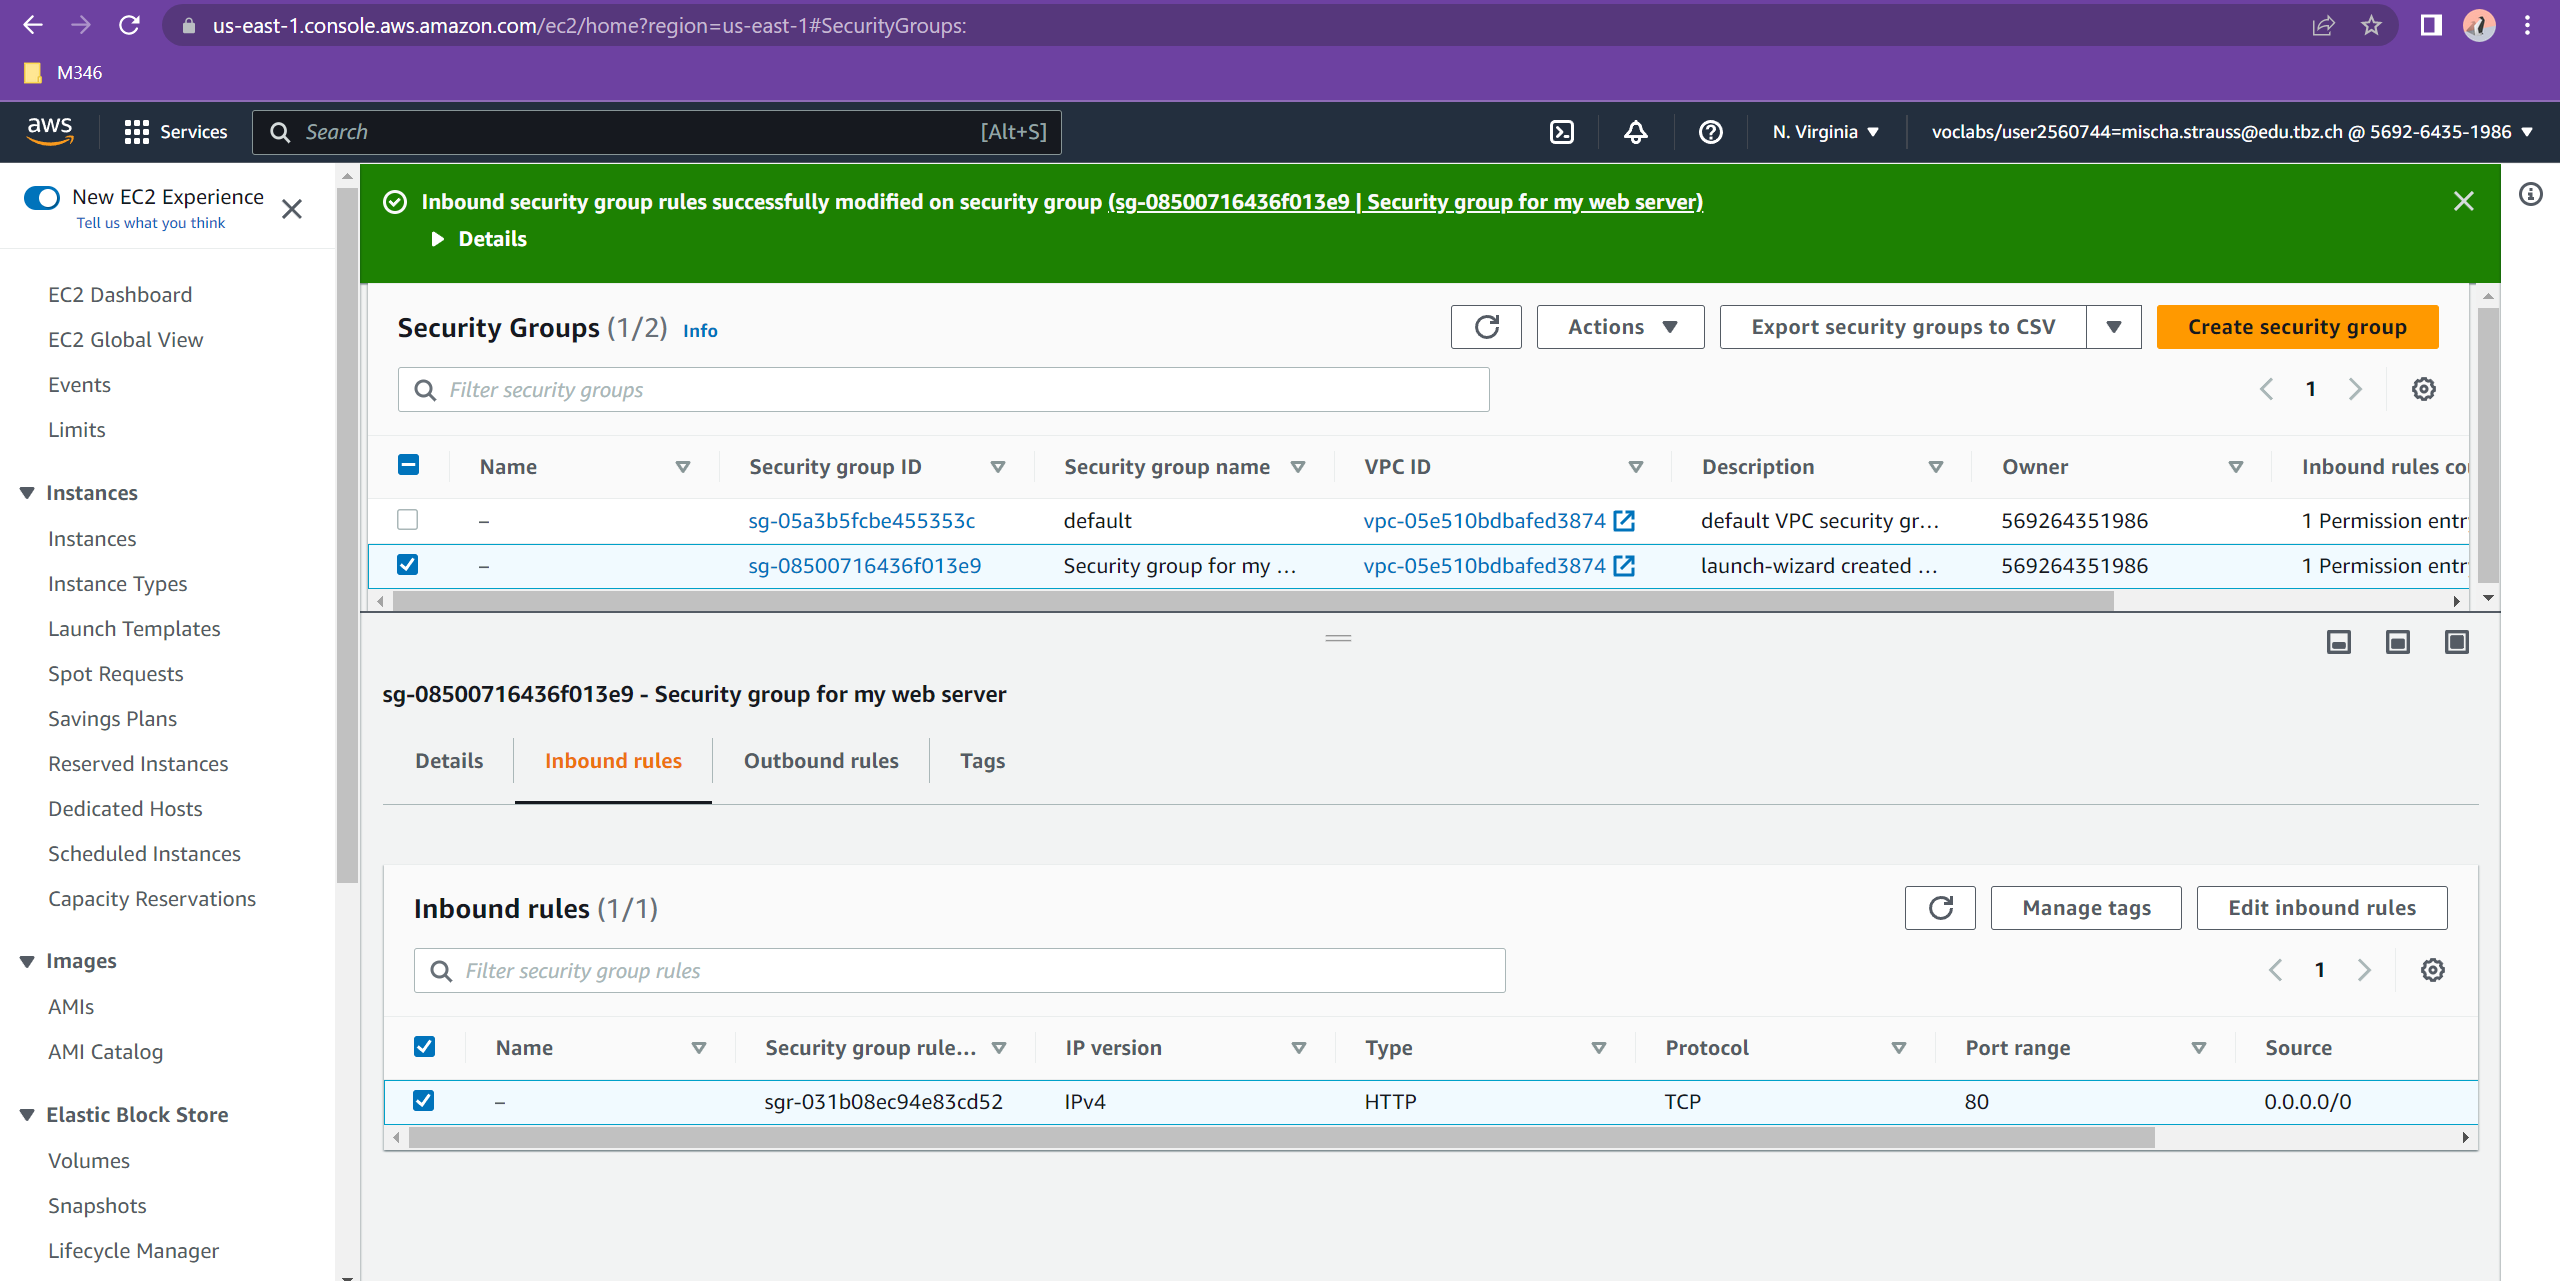 us-east-1.console.aws.amazon.com/ec2/home?region=us-east-1#SecurityGroups:
M346
aws Services Search [Alt+S] N. Virginia voclabs/user2560744=mischa.strauss@edu.tbz.ch @ 5692-6435-1986
New EC2 Experience
Tell us what you think
EC2 Dashboard
EC2 Global View
Events
Limits
Instances
Instances
Instance Types
Launch Templates
Spot Requests
Savings Plans
Reserved Instances
Dedicated Hosts
Scheduled Instances
Capacity Reservations
Images
AMIs
AMI Catalog
Elastic Block Store
Volumes
Snapshots
Lifecycle Manager
Inbound security group rules successfully modified on security group (sg-08500716436f013e9 | Security group for my web server)
Details
Security Groups (1/2) Info Actions Export security groups to CSV Create security group
Filter security groups 1
Name Security group ID Security group name VPC ID Description Owner Inbound rules cou
– sg-05a3b5fcbe455353c default vpc-05e510bdbafed3874 default VPC security gr... 569264351986 1 Permission entr
– sg-08500716436f013e9 Security group for my ... vpc-05e510bdbafed3874 launch-wizard created ... 569264351986 1 Permission entr
sg-08500716436f013e9 - Security group for my web server
Details Inbound rules Outbound rules Tags
Inbound rules (1/1) Manage tags Edit inbound rules
Filter security group rules 1
Name Security group rule... IP version Type Protocol Port range Source
– sgr-031b08ec94e83cd52 IPv4 HTTP TCP 80 0.0.0.0/0